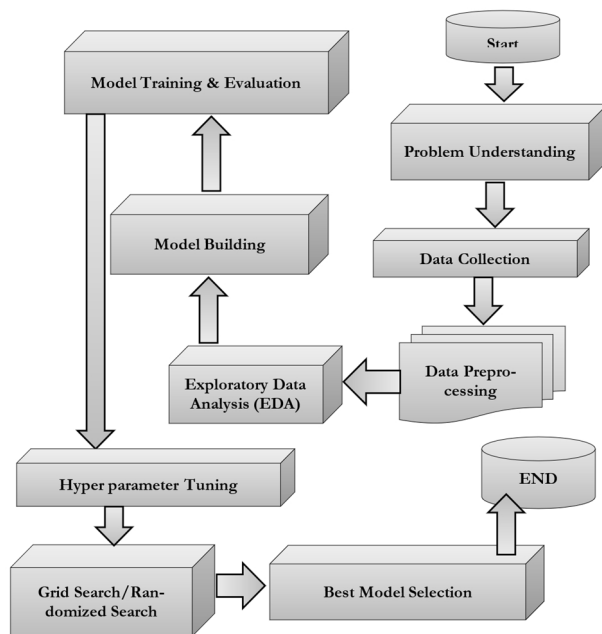 Start
Problem Understanding
Data Collection
Data Prepro-
cessing
Exploratory Data
Analysis (EDA)
Model Building
Model Training & Evaluation
Hyper parameter Tuning
Grid Search/Ran-
domized Search
Best Model Selection
END